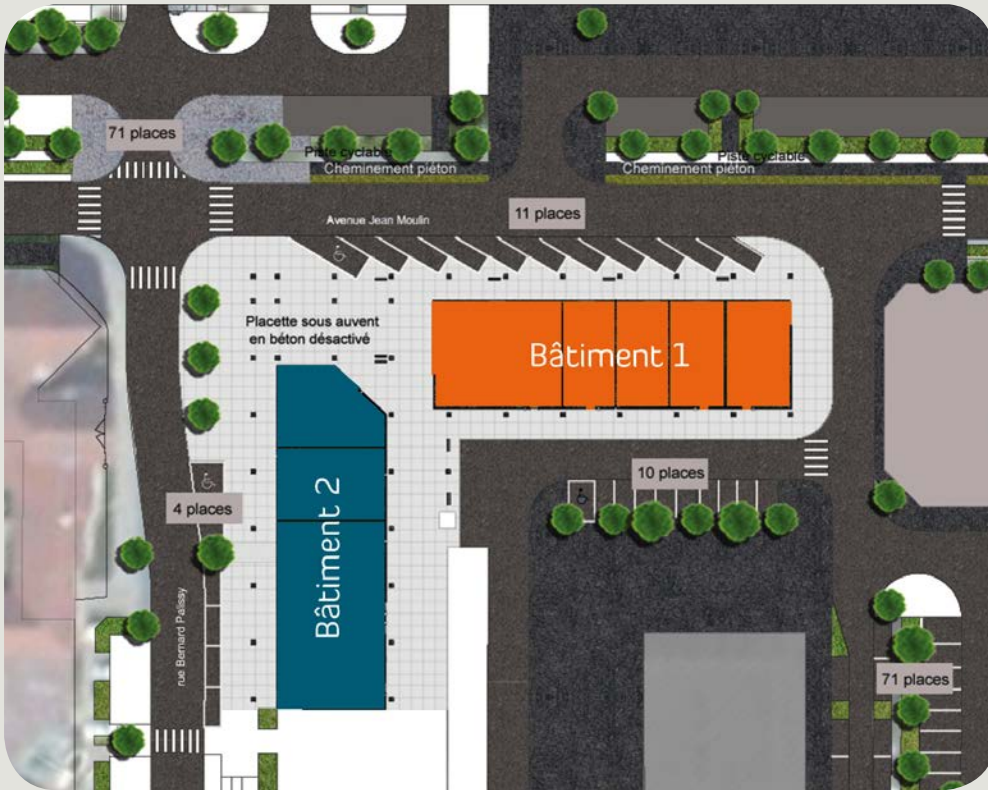 71 places
Piste cyclable
Cheminement piéton
Piste cyclable
Cheminement piéton
Avenue Jean Moulin
11 places
Placette sous auvent
en béton désactivé
Bâtiment 1
10 places
4 places
Bâtiment 2
rue Bernard Palissy
71 places